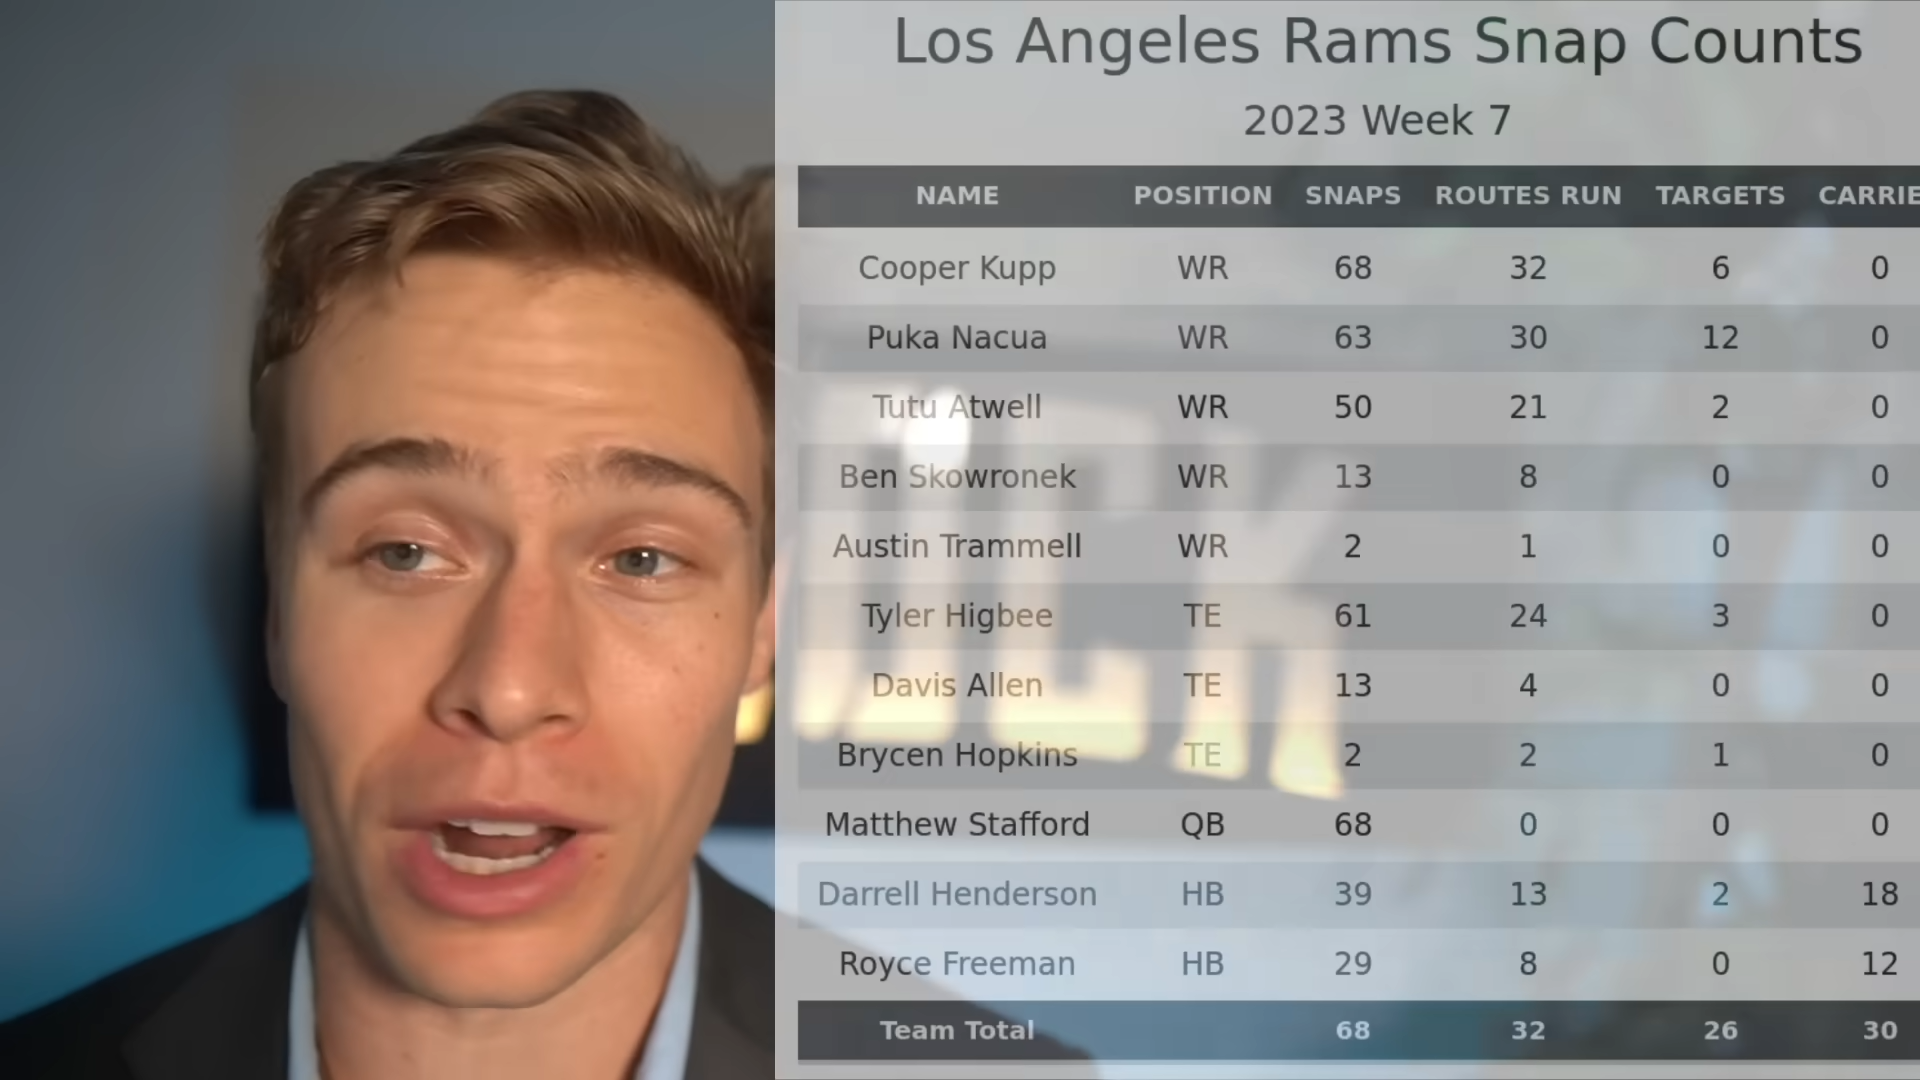 Los Angeles Rams Snap Counts
2023 Week 7
NAME POSITION SNAPS ROUTES RUN TARGETS CARRIE
Cooper Kupp WR 68 32 6 0
Puka Nacua WR 63 30 12 0
Tutu Atwell WR 50 21 2 0
Ben Skowronek WR 13 8 0 0
Austin Trammell WR 2 1 0 0
Tyler Higbee TE 61 24 3 0
Davis Allen TE 13 4 0 0
Brycen Hopkins TE 2 2 1 0
Matthew Stafford QB 68 0 0 0
Darrell Henderson HB 39 13 2 18
Royce Freeman HB 29 8 0 12
Team Total 68 32 26 30